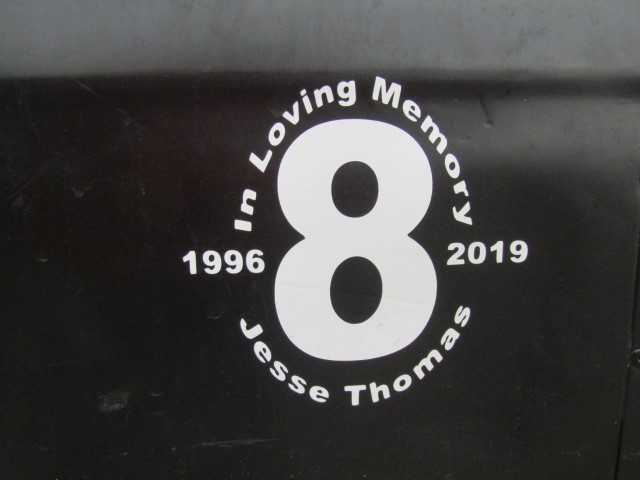 In Loving Memory
8
1996
2019
Jesse Thomas